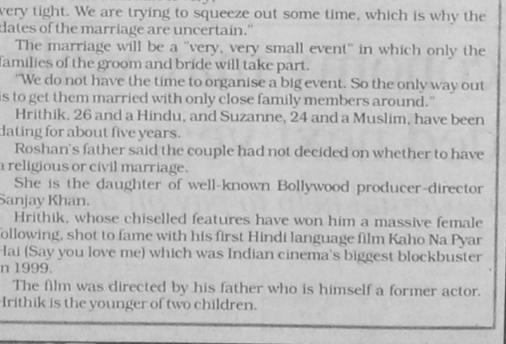 very tight. We are trying to squeeze out some time, which is why the
dates of the marriage are uncertain."
The marriage will be a "very, very small event" in which only the
families of the groom and bride will take part.
"We do not have the time to organise a big event. So the only way out
is to get them married with only close family members around."
Hrithik, 26 and a Hindu, and Suzanne, 24 and a Muslim, have been
dating for about five years.
Roshan's father said the couple had not decided on whether to have
a religious or civil marriage.
She is the daughter of well-known Bollywood producer-director
Sanjay Khan.
Hrithik, whose chiselled features have won him a massive female
following, shot to fame with his first Hindi language film Kaho Na Pyar
Hai (Say you love me) which was Indian cinema's biggest blockbuster
in 1999.
The film was directed by his father who is himself a former actor.
Hrithik is the younger of two children.